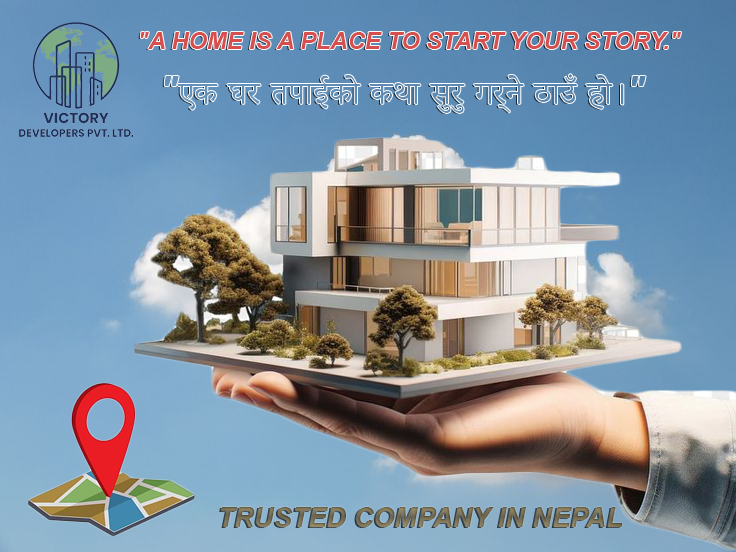 "A HOME IS A PLACE TO START YOUR STORY."
"एक घर तपाईको कथा सुरु गर्ने ठाउँ हो।"
VICTORY
DEVELOPERS PVT. LTD.
TRUSTED COMPANY IN NEPAL